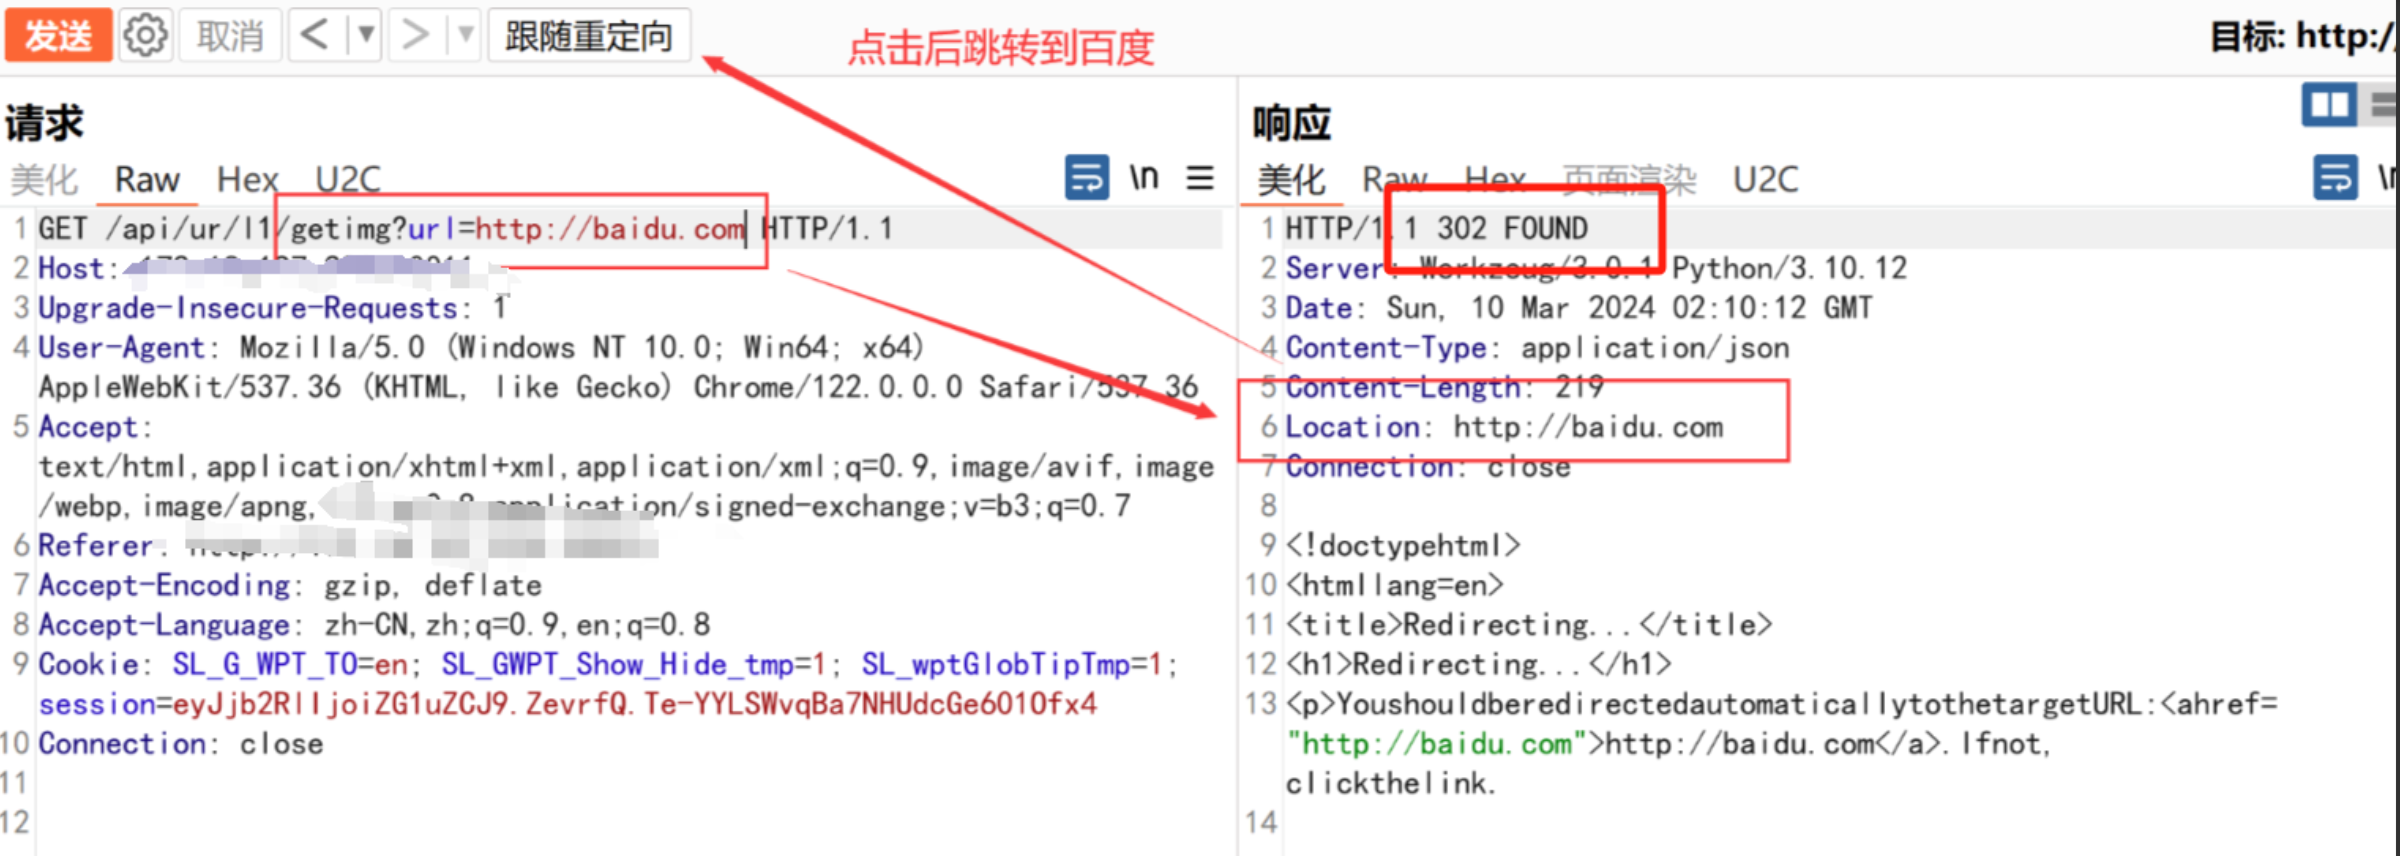 发送 取消 < ▼ > ▼ 跟随重定向
点击后跳转到百度
目标: http:/
请求
美化 Raw Hex U2C \n
1 GET /api/ur/l1/getimg?url=http://baidu.com HTTP/1.1
2 Host:
3 Upgrade-Insecure-Requests: 1
4 User-Agent: Mozilla/5.0 (Windows NT 10.0; Win64; x64)
AppleWebKit/537.36 (KHTML, like Gecko) Chrome/122.0.0.0 Safari/537.36
5 Accept:
text/html,application/xhtml+xml,application/xml;q=0.9,image/avif,image
/webp,image/apng, application/signed-exchange;v=b3;q=0.7
6 Referer:
7 Accept-Encoding: gzip, deflate
8 Accept-Language: zh-CN,zh;q=0.9,en;q=0.8
9 Cookie: SL_G_WPT_TO=en; SL_GWPT_Show_Hide_tmp=1; SL_wptGlobTipTmp=1;
session=eyJjb2RlIjoiZG1uZCJ9.ZevrfQ.Te-YYLSWvqBa7NHUdcGe6010fx4
10 Connection: close
11
12
响应
美化 Raw Hex 页面渲染 U2C
1 HTTP/1.1 302 FOUND
2 Server: Werkzeug/3.0.1 Python/3.10.12
3 Date: Sun, 10 Mar 2024 02:10:12 GMT
4 Content-Type: application/json
5 Content-Length: 219
6 Location: http://baidu.com
7 Connection: close
8
9 <!doctypehtml>
10 <htmllang=en>
11 <title>Redirecting...</title>
12 <h1>Redirecting...</h1>
13 <p>YoushouldberedirectedautomaticallytothetargetURL:<ahref=
"http://baidu.com">http://baidu.com</a>.Ifnot,
clickthelink.
14